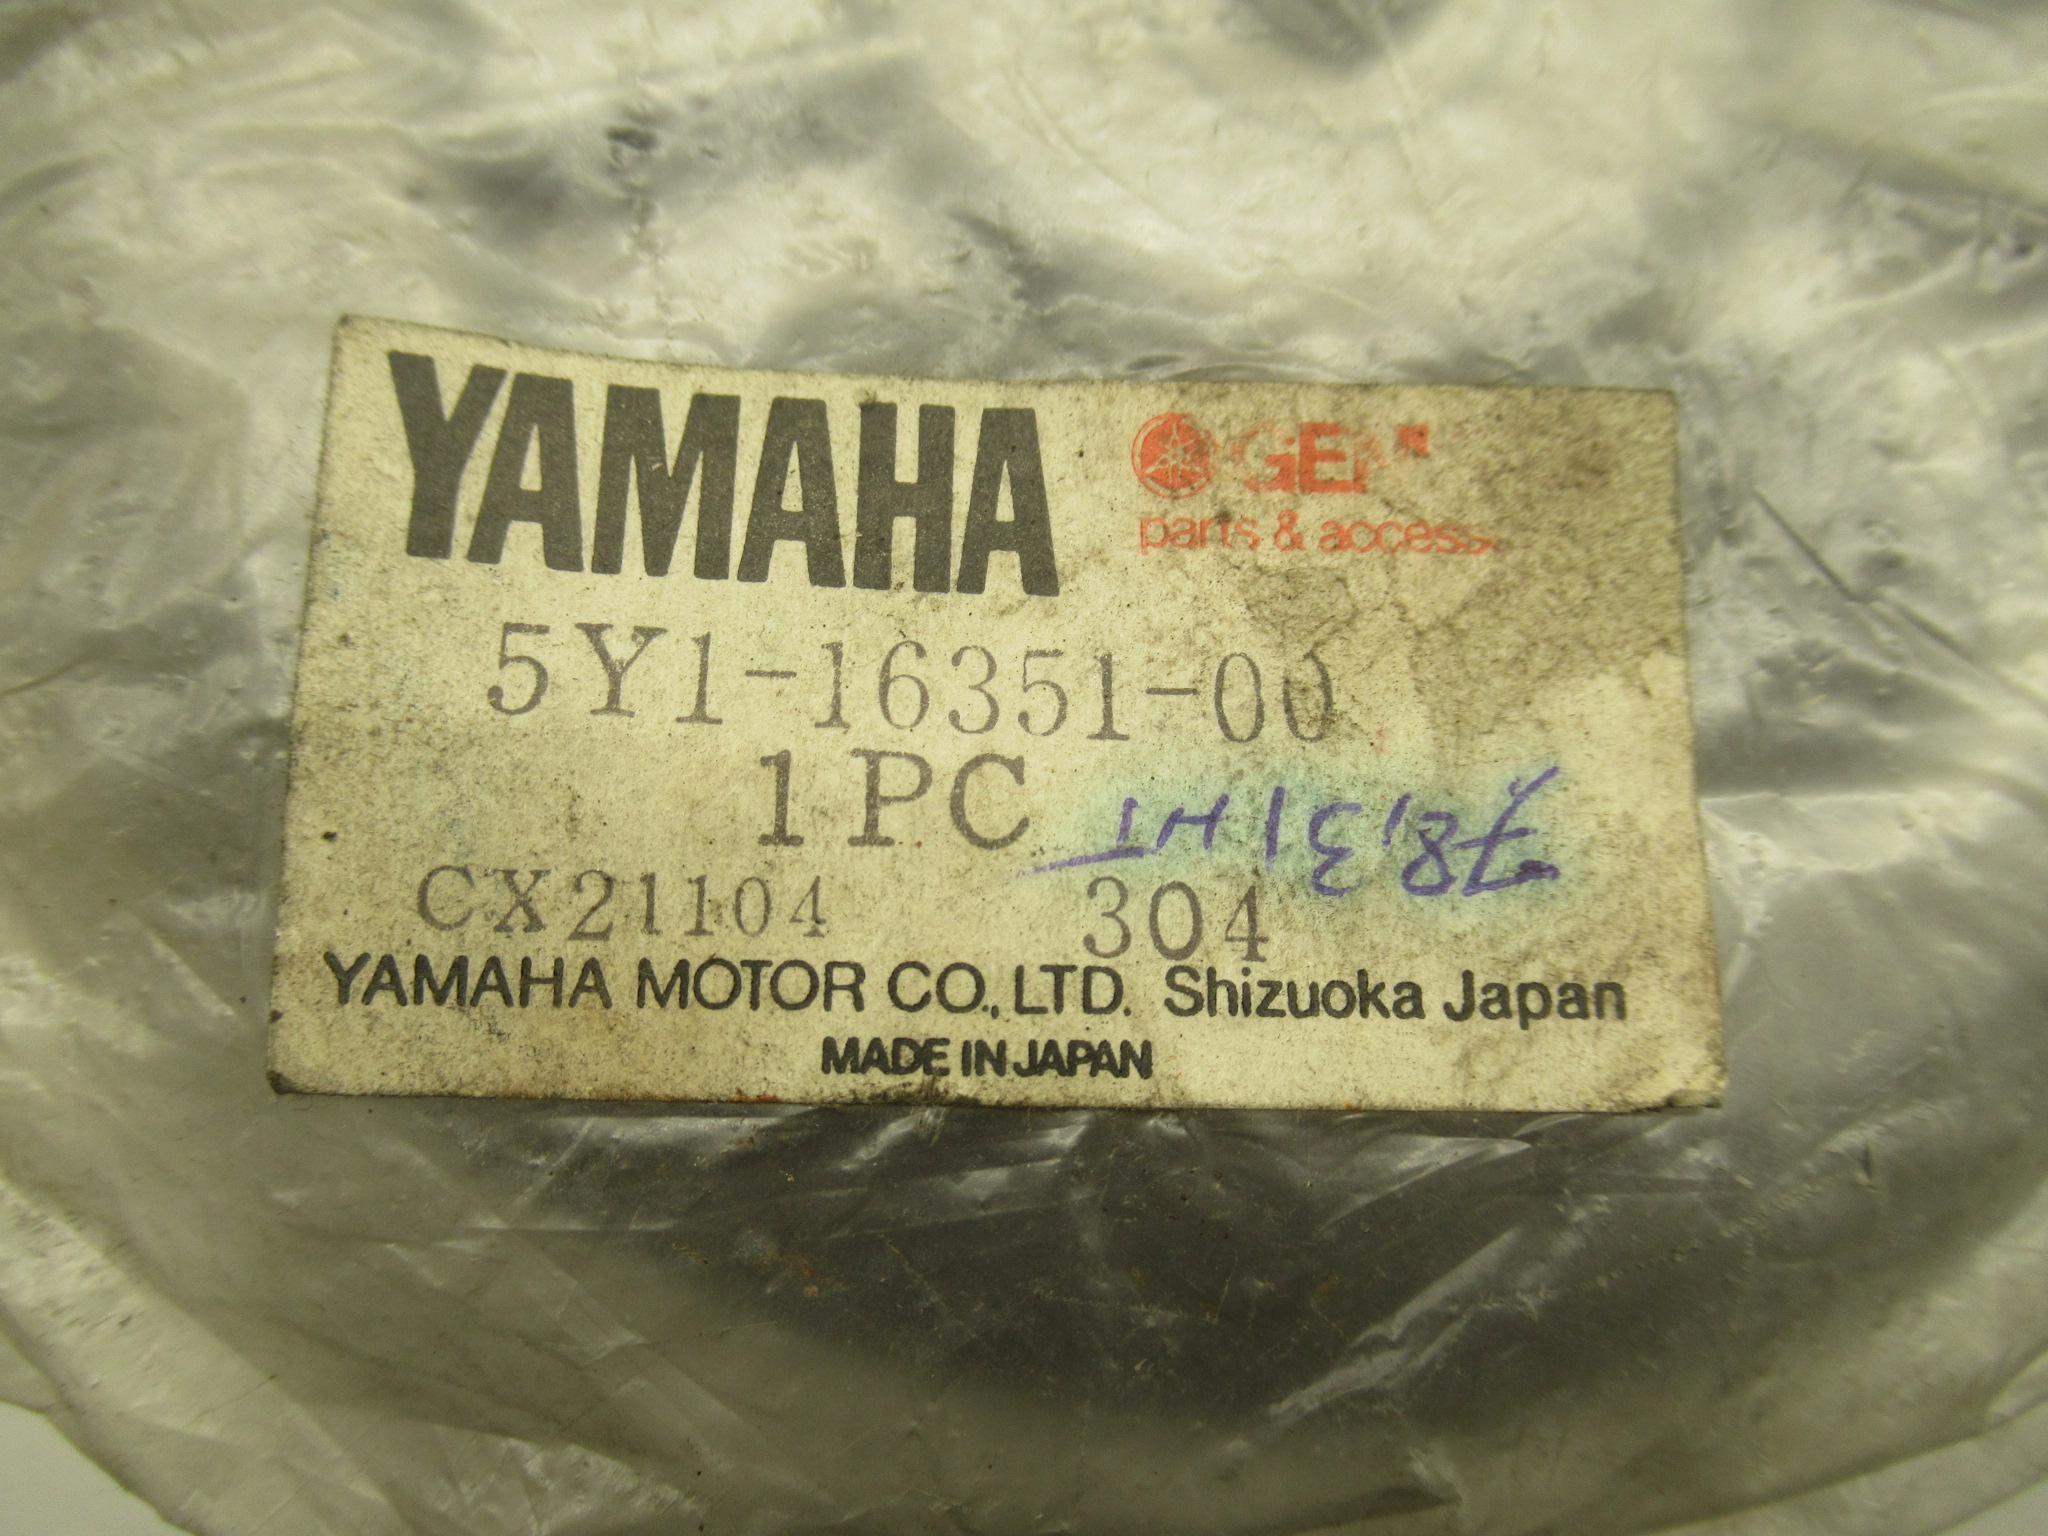 YAMAHA
parts & access
5Y1-16351-00
1PC
CX21104 304
YAMAHA MOTOR CO., LTD. Shizuoka Japan
MADE IN JAPAN